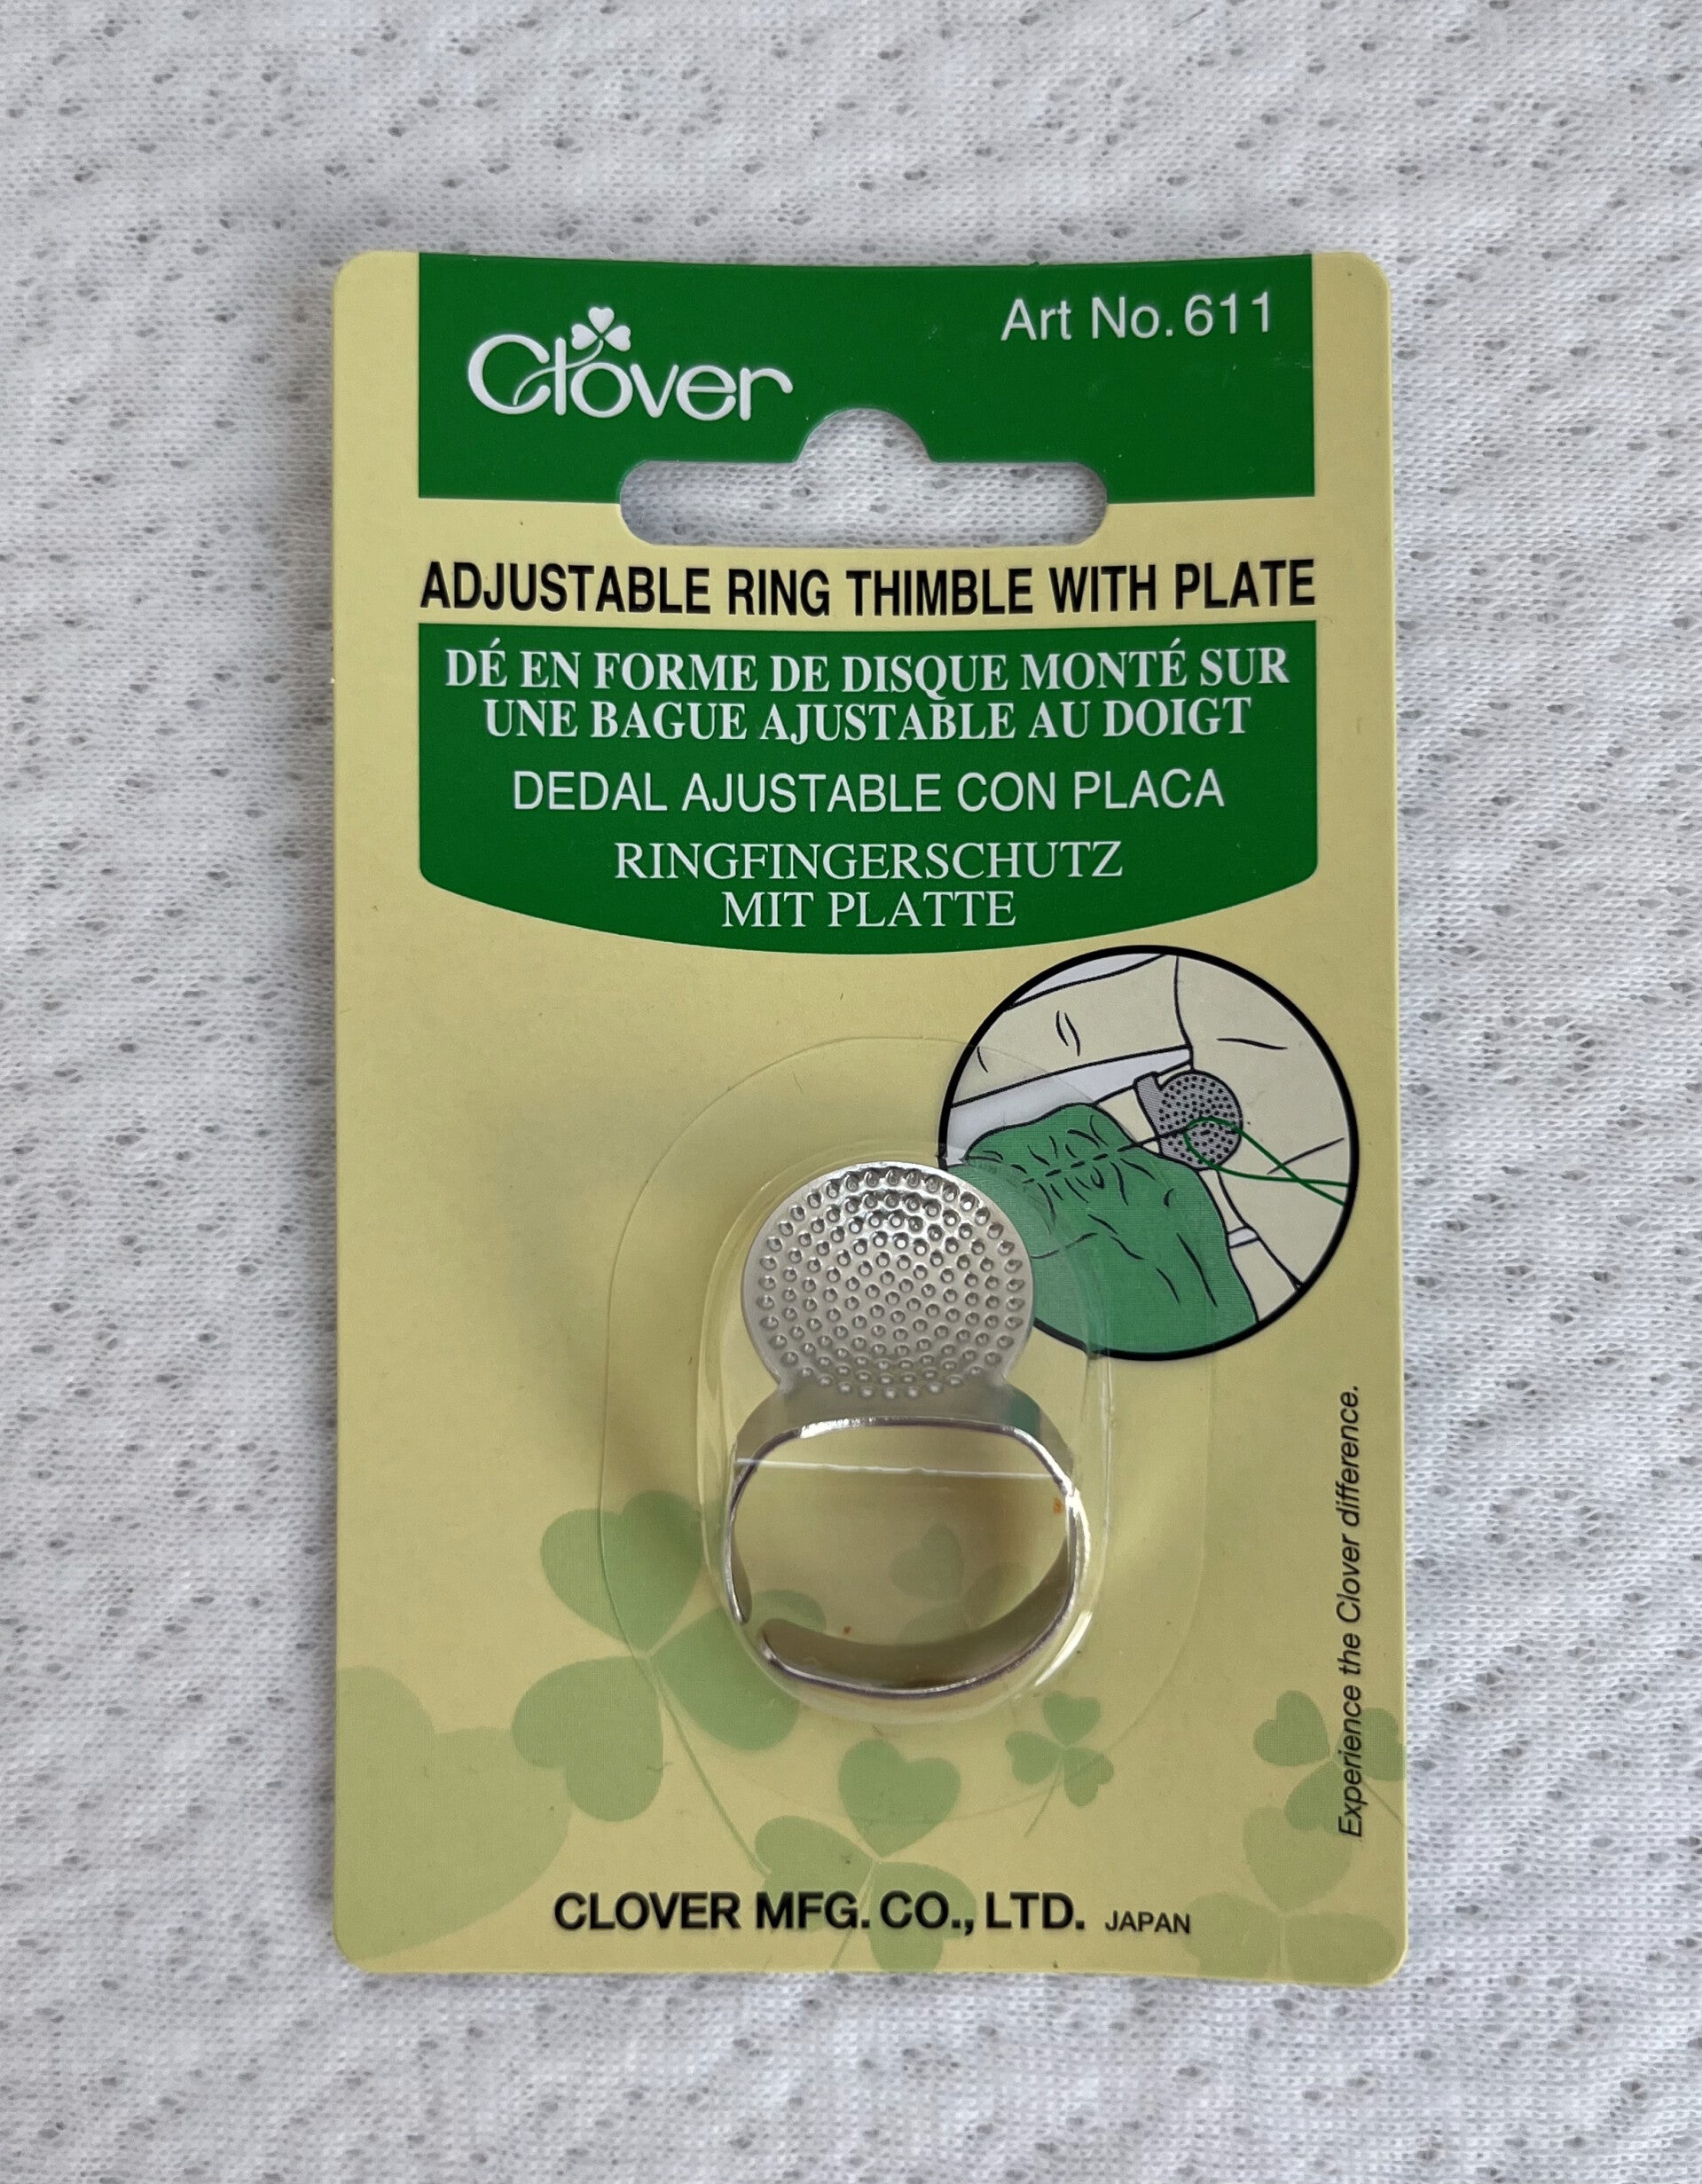 Clover
Art No. 611
ADJUSTABLE RING THIMBLE WITH PLATE
DÉ EN FORME DE DISQUE MONTÉ SUR
UNE BAGUE AJUSTABLE AU DOIGT
DEDAL AJUSTABLE CON PLACA
RINGFINGERSCHUTZ
MIT PLATTE
Experience the Clover difference.
CLOVER MFG. CO., LTD. JAPAN